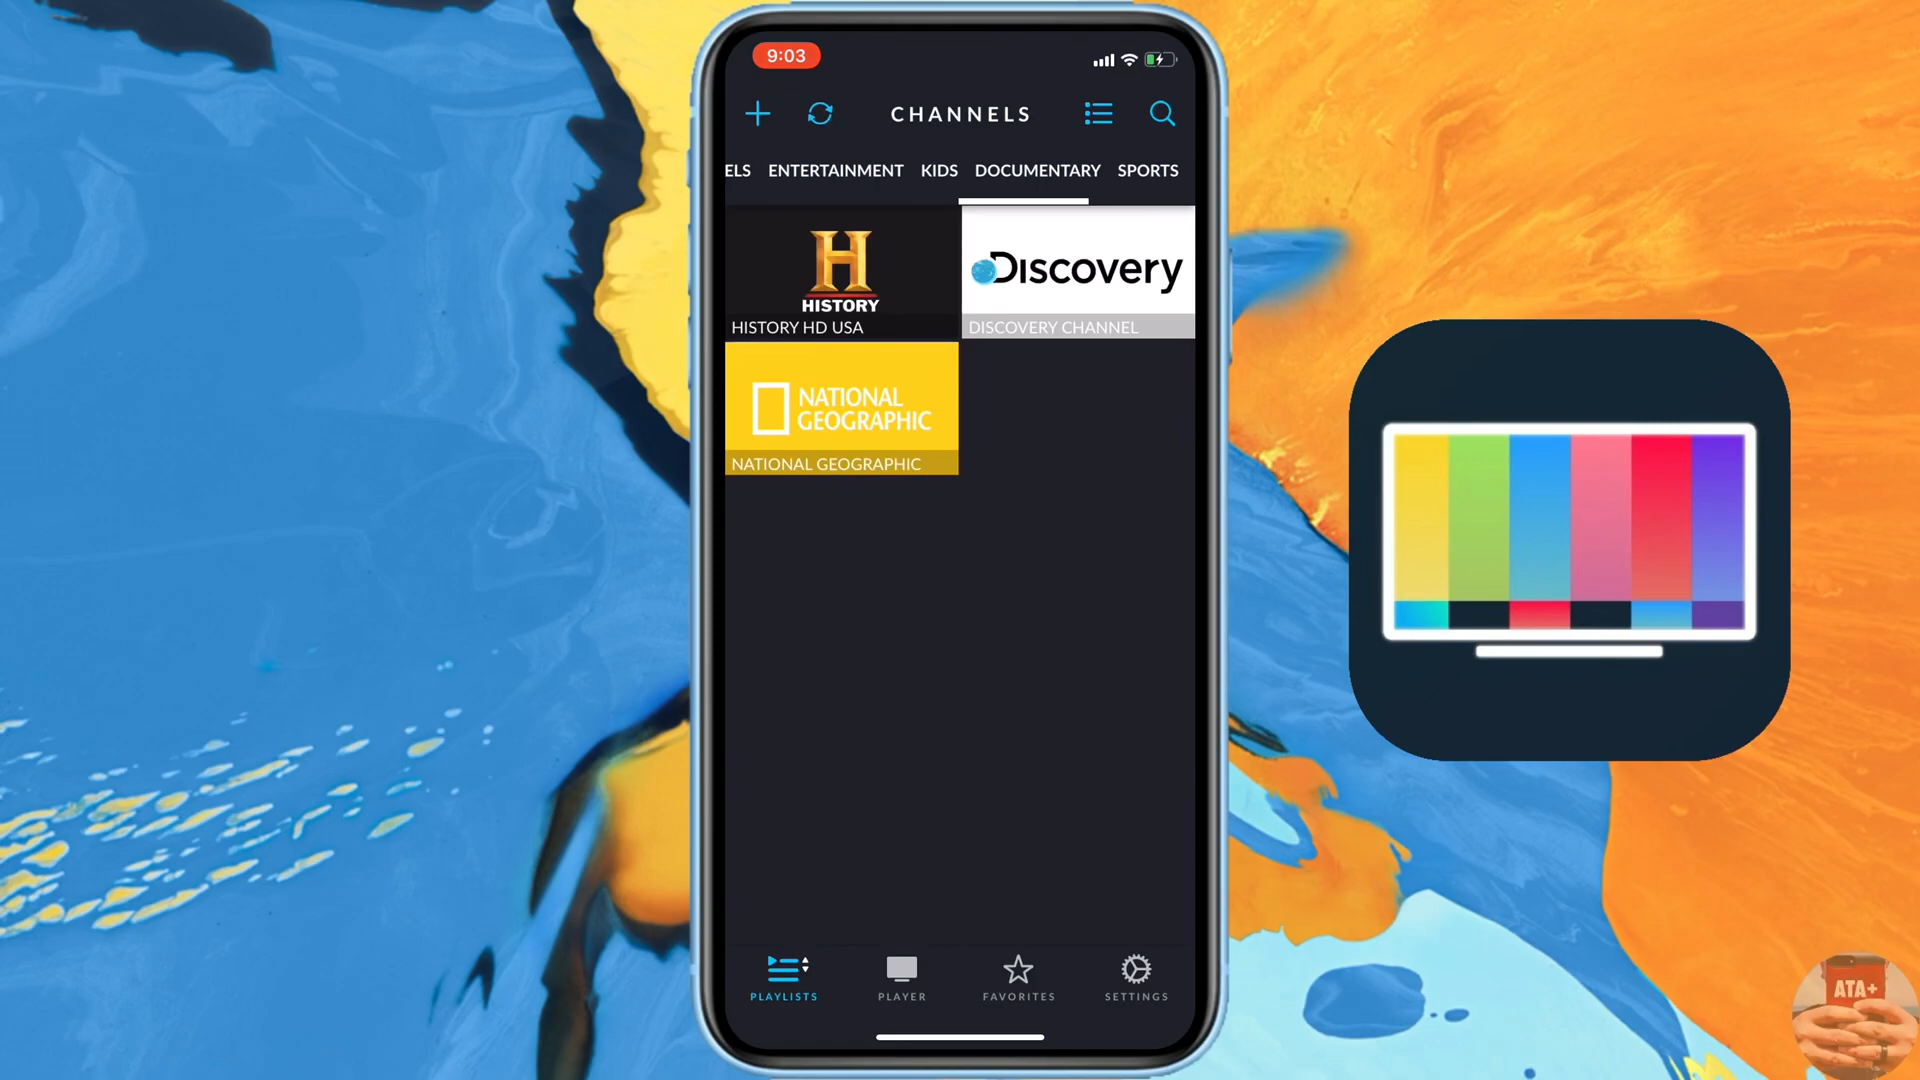 9:03
CHANNELS
ELS ENTERTAINMENT KIDS DOCUMENTARY SPORTS
H
HISTORY
HISTORY HD USA
Discovery
DISCOVERY CHANNEL
NATIONAL
GEOGRAPHIC
NATIONAL GEOGRAPHIC
PLAYLISTS PLAYER FAVORITES SETTINGS
ATA+